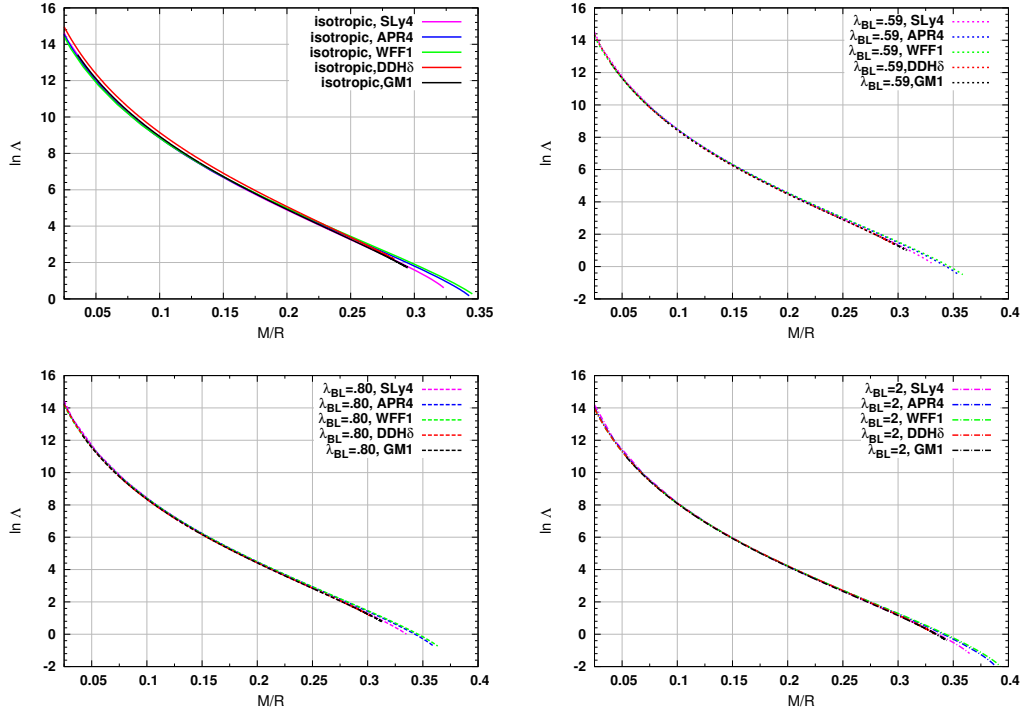 isotropic, SLy4
isotropic, APR4
isotropic, WFF1
isotropic,DDHδ
isotropic,GM1
16
14
12
10
8
6
4
2
0
ln Λ
0.05 0.1 0.15 0.2 0.25 0.3 0.35
M/R
λBL=.59, SLy4
λBL=.59, APR4
λBL=.59, WFF1
λBL=.59,DDHδ
λBL=.59,GM1
16
14
12
10
8
6
4
2
0
-2
ln Λ
0.05 0.1 0.15 0.2 0.25 0.3 0.35 0.4
M/R
λBL=.80, SLy4
λBL=.80, APR4
λBL=.80, WFF1
λBL=.80, DDHδ
λBL=.80, GM1
16
14
12
10
8
6
4
2
0
-2
ln Λ
0.05 0.1 0.15 0.2 0.25 0.3 0.35 0.4
M/R
λBL=2, SLy4
λBL=2, APR4
λBL=2, WFF1
λBL=2, DDHδ
λBL=2, GM1
16
14
12
10
8
6
4
2
0
-2
ln Λ
0.05 0.1 0.15 0.2 0.25 0.3 0.35 0.4
M/R